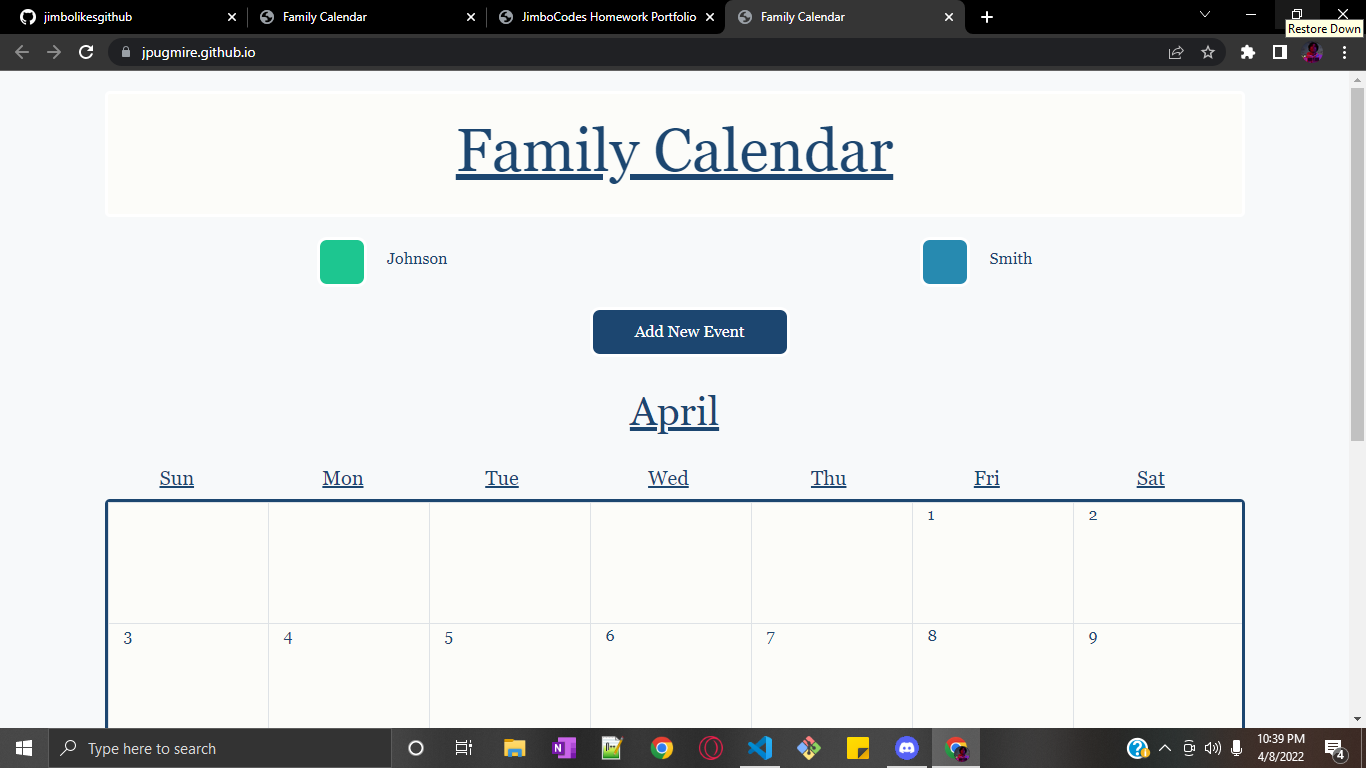 jimbolikesgithub
Family Calendar
JimboCodes Homework Portfolio
Family Calendar
Restore Down
jpugmire.github.io
Family Calendar
Johnson
Smith
Add New Event
April
Sun Mon Tue Wed Thu Fri Sat
1 2
3 4 5 6 7 8 9
Type here to search
N
N++
?
10:39 PM
4/8/2022
4